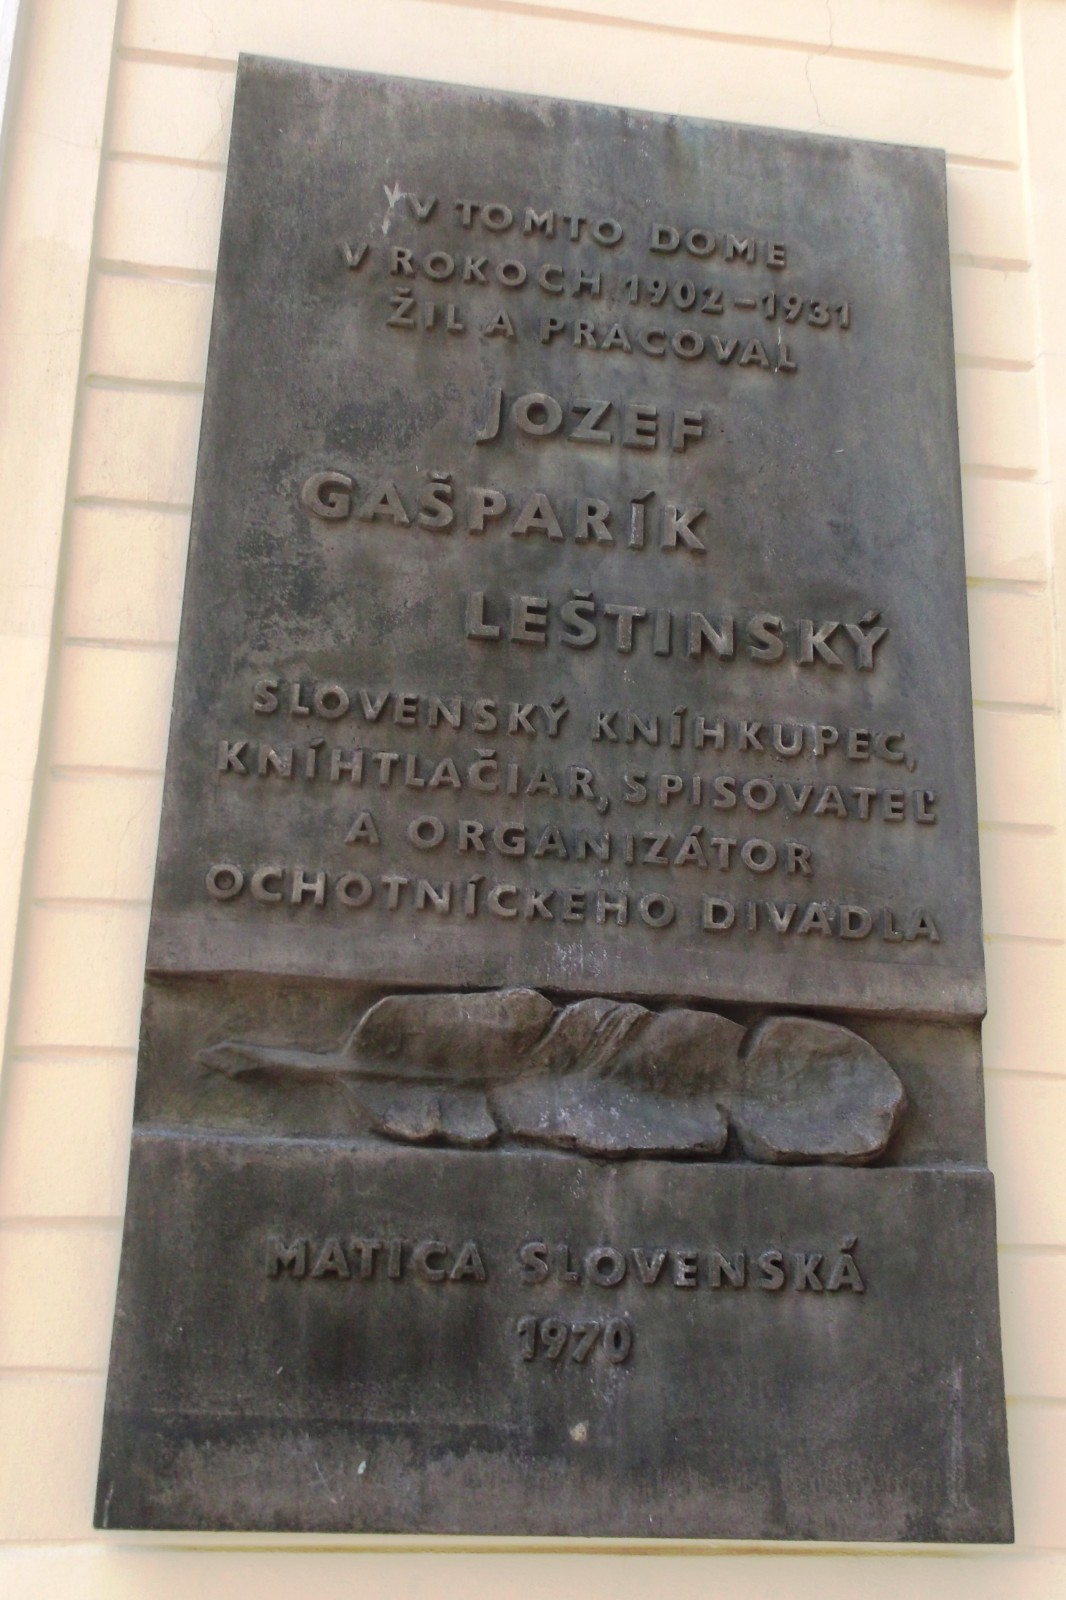 V TOMTO DOME
V ROKOCH 1902-1931
ŽIL A PRACOVAL
JOZEF
GAŠPARÍK
LEŠTINSKÝ
SLOVENSKÝ KNÍHKUPEC,
KNÍHTLAČIAR, SPISOVATEĽ
A ORGANIZÁTOR
OCHOTNÍCKEHO DIVADLA
MATICA SLOVENSKÁ
1970